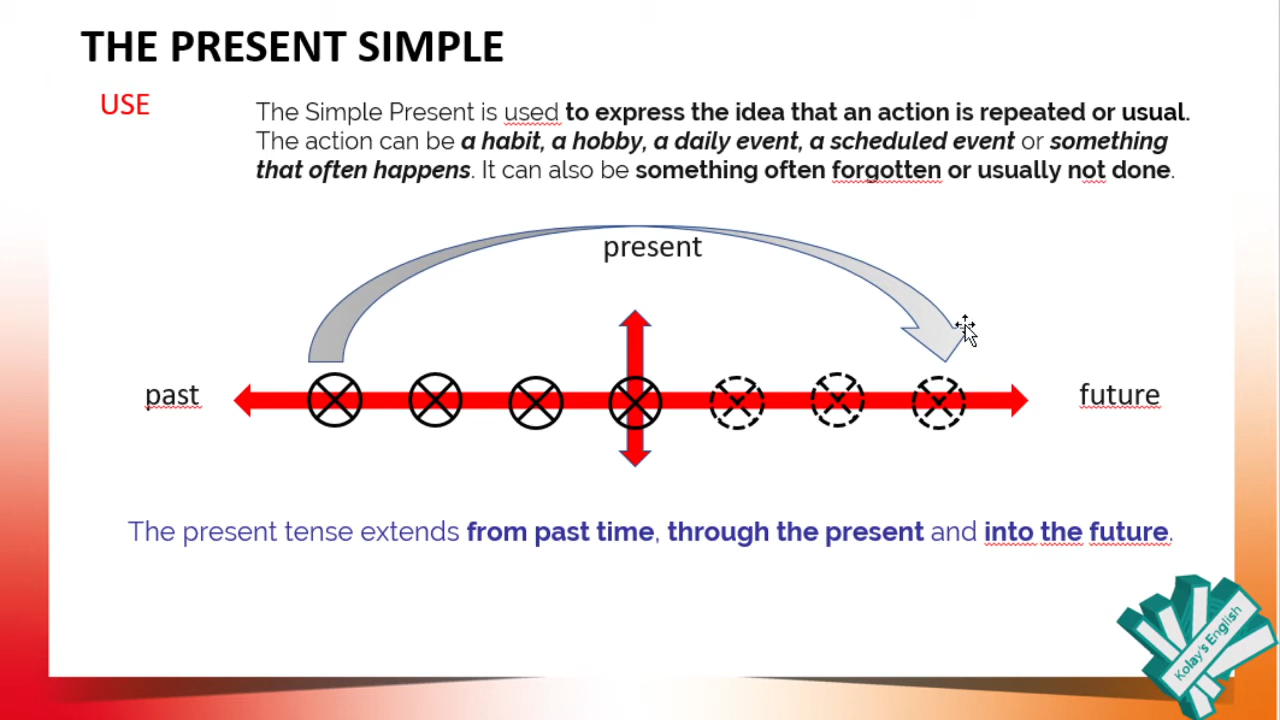 THE PRESENT SIMPLE
USE
The Simple Present is used to express the idea that an action is repeated or usual.
The action can be a habit, a hobby, a daily event, a scheduled event or something
that often happens. It can also be something often forgotten or usually not done.
present
past
future
The present tense extends from past time, through the present and into the future.
Kolay's English